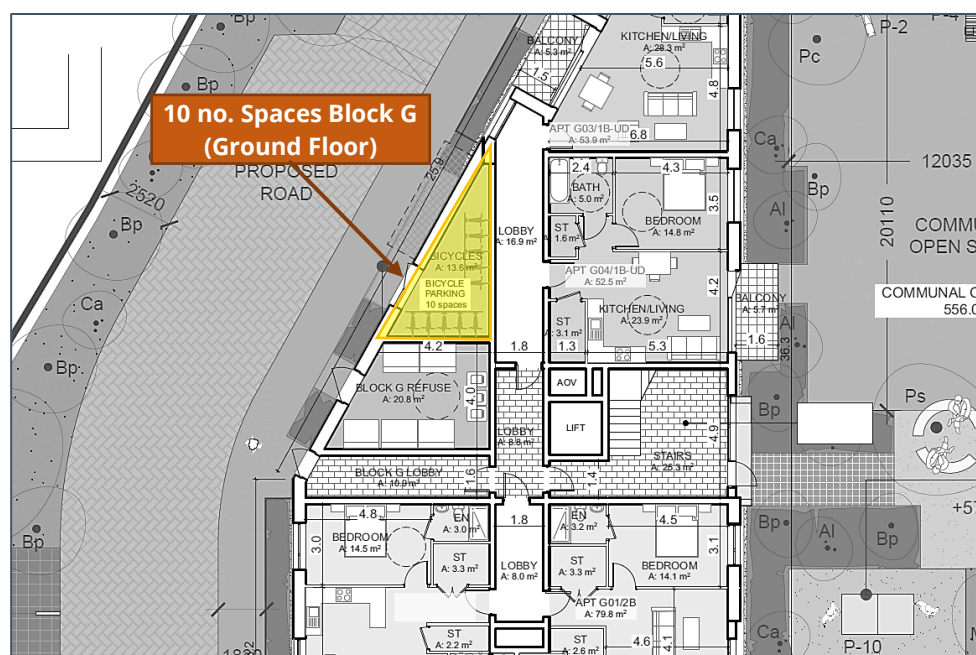 Bp
BALCONY
A: 5.3 m²
1.5
KITCHEN/LIVING
A: 28.3 m²
5.6
4.8
P-2
P-4
Pc
Bp
10 no. Spaces Block G
(Ground Floor)
PROPOSED
ROAD
25.9
2520
APT G03/1B-UD
A: 53.9 m²
6.8
Ca
12035
Bp
2.4
4.3
BATH
A: 5.0 m²
3.5
BEDROOM
A: 14.8 m²
Al
20110
COMMU
OPEN S
Bp
LOBBY
A: 16.9 m²
ST
A: 1.6 m²
BICYCLES
A: 13.6 m²
BICYCLE
PARKING
10 spaces
APT G04/1B-UD
A: 52.5 m²
4.2
COMMUNAL O
556.0
Ca
KITCHEN/LIVING
A: 23.9 m²
BALCONY
A: 5.7 m²
Al
ST
A: 3.1 m²
1.6
36.3
4.2
1.8
1.3
5.3
Bp
BLOCK G REFUSE
A: 20.8 m²
4.0
AOV
Ps
Bp
LIFT
LOBBY
A: 8.8 m²
4.9
STAIRS
A: 25.3 m²
BLOCK G LOBBY
A: 10.9 m²
1.6
1.4
+57
4.8
EN
A: 3.0 m²
1.8
EN
A: 3.2 m²
4.5
Bp
Al
Bp
Bp
3.0
BEDROOM
A: 14.5 m²
ST
A: 3.3 m²
LOBBY
A: 8.0 m²
ST
A: 3.3 m²
BEDROOM
A: 14.1 m²
3.1
APT G01/2B
A: 79.8 m²
ST
A: 2.2 m²
ST
A: 2.6 m²
4.6
4.1
Ca
P-10